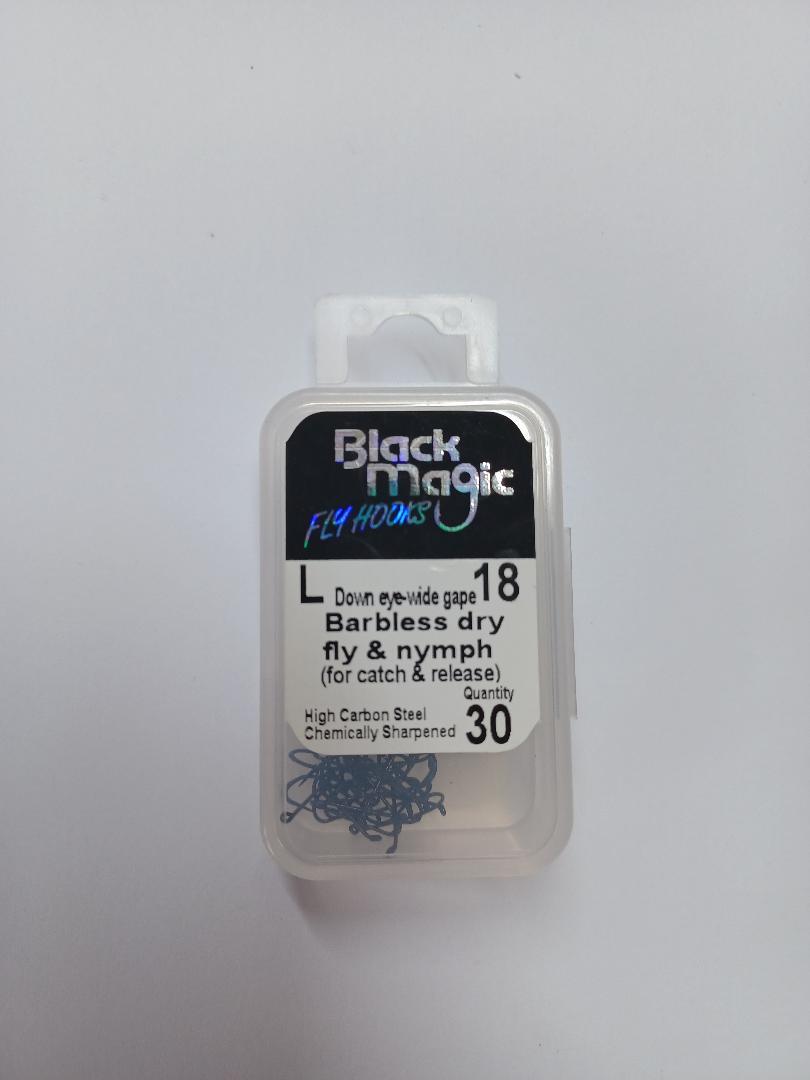 Black
Magic
FLY HOOKS
L Down eye-wide gape 18
Barbless dry
fly & nymph
(for catch & release)
Quantity
High Carbon Steel
Chemically Sharpened 30